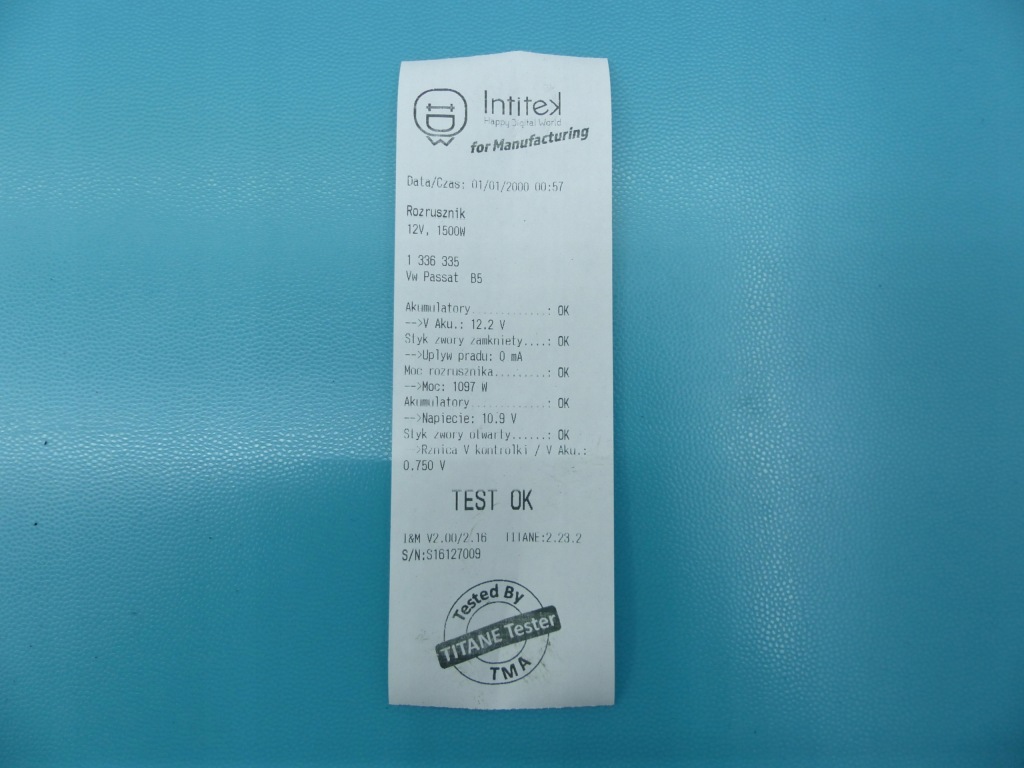 Intitek
Happy Digital World
for Manufacturing
Data/Czas: 01/01/2000 00:57
Rozrusznik
12V, 1500W
1 336 335
Vw Passat B5
Akumulatory............: OK
-->V Aku.: 12.2 V
Styk zwory zamkniety....: OK
-->Uplyw pradu: 0 mA
Moc rozrusznika.........: OK
-->Moc: 1097 W
Akumulatory............: OK
-->Napiecie: 10.9 V
Styk zwory otwarty......: OK
-->Rznica V kontrolki / V Aku.:
0.750 V
TEST OK
I&M V2.00/2.16 TITANE:2.23.2
S/N:S16127009
Tested By
TITANE Tester
TMA